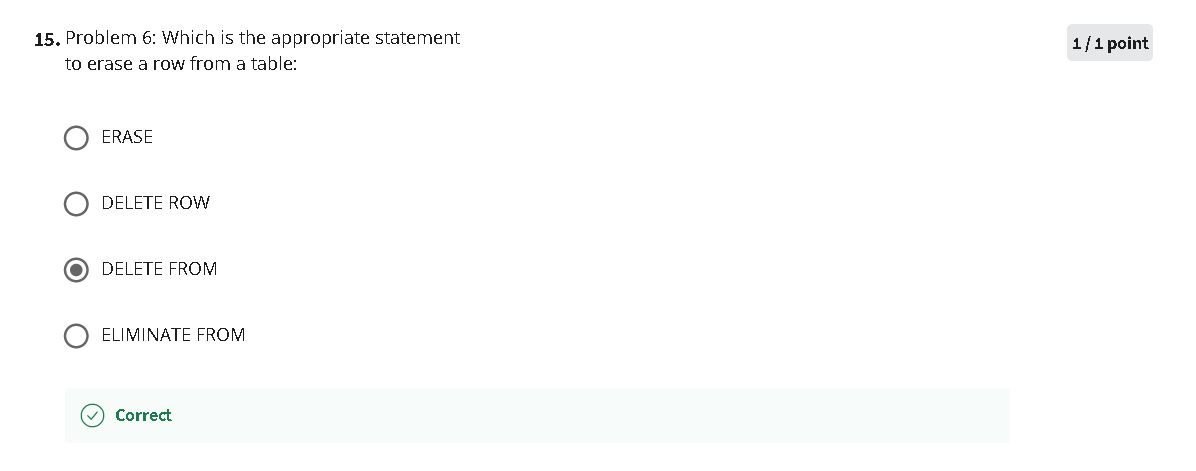 15. Problem 6: Which is the appropriate statement
to erase a row from a table:
1 / 1 point
ERASE
DELETE ROW
DELETE FROM
ELIMINATE FROM
Correct